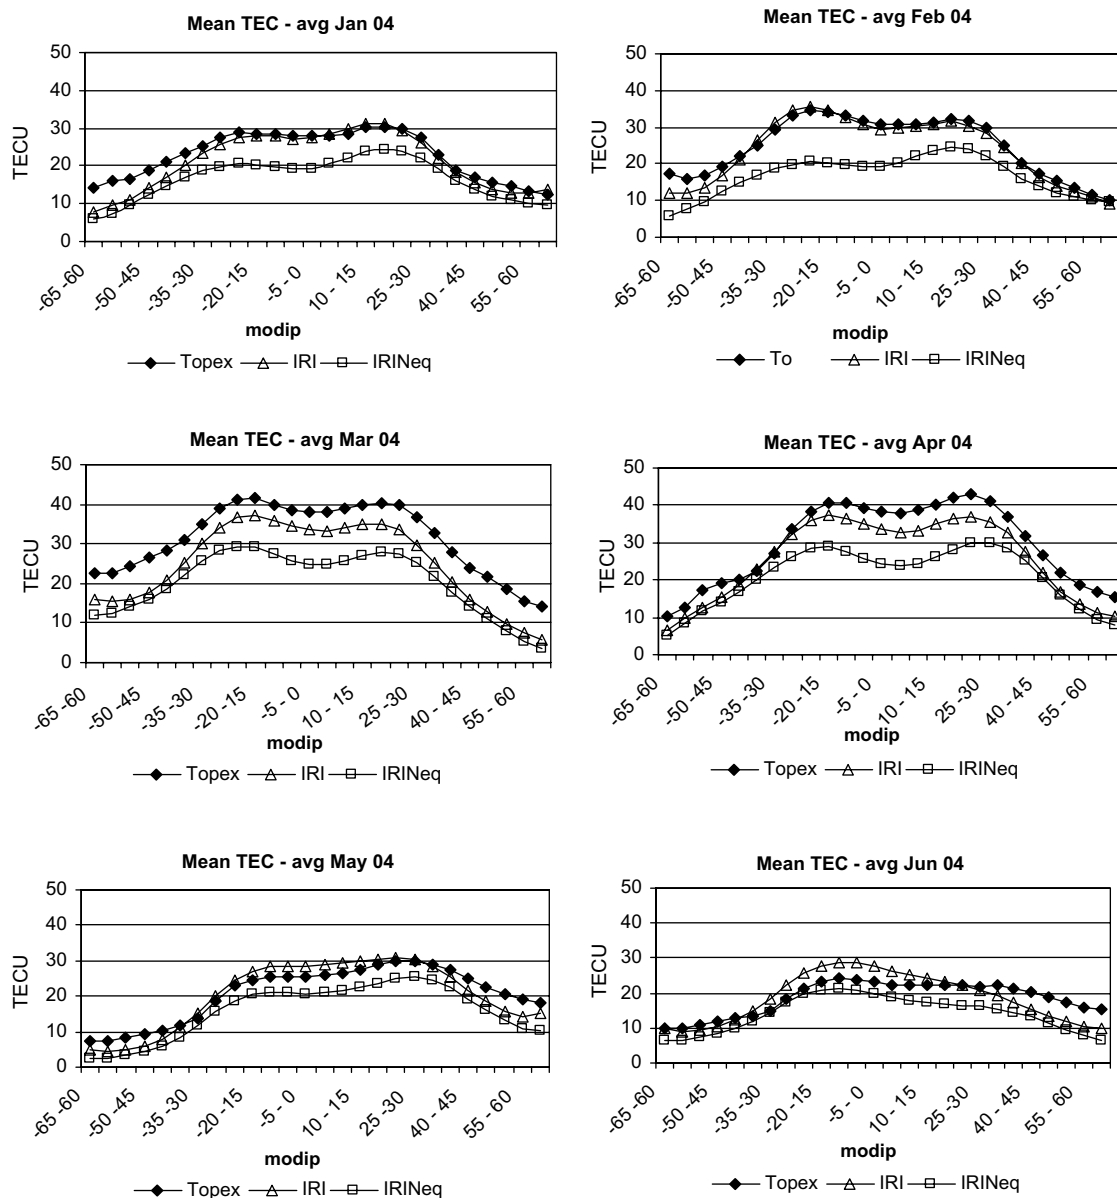 Mean TEC - avg Jan 04
50
40
30
20
10
0
TECU
-65 -60
-50 -45
-35 -30
-20 -15
-5 - 0
10 - 15
25 - 30
40 - 45
55 - 60
modip
Topex IRI IRINeq
Mean TEC - avg Feb 04
50
40
30
20
10
0
TECU
-65 -60
-50 -45
-35 -30
-20 -15
-5 - 0
10 - 15
25 - 30
40 - 45
55 - 60
modip
To IRI IRINeq
Mean TEC - avg Mar 04
50
40
30
20
10
0
TECU
-65 -60
-50 -45
-35 -30
-20 -15
-5 - 0
10 - 15
25 - 30
40 - 45
55 - 60
modip
Topex IRI IRINeq
Mean TEC - avg Apr 04
50
40
30
20
10
0
TECU
-65 -60
-50 -45
-35 -30
-20 -15
-5 - 0
10 - 15
25 - 30
40 - 45
55 - 60
modip
Topex IRI IRINeq
Mean TEC - avg May 04
50
40
30
20
10
0
TECU
-65 -60
-50 -45
-35 -30
-20 -15
-5 - 0
10 - 15
25 - 30
40 - 45
55 - 60
modip
Topex IRI IRINeq
Mean TEC - avg Jun 04
50
40
30
20
10
0
TECU
-65 -60
-50 -45
-35 -30
-20 -15
-5 - 0
10 - 15
25 - 30
40 - 45
55 - 60
modip
Topex IRI IRINeq